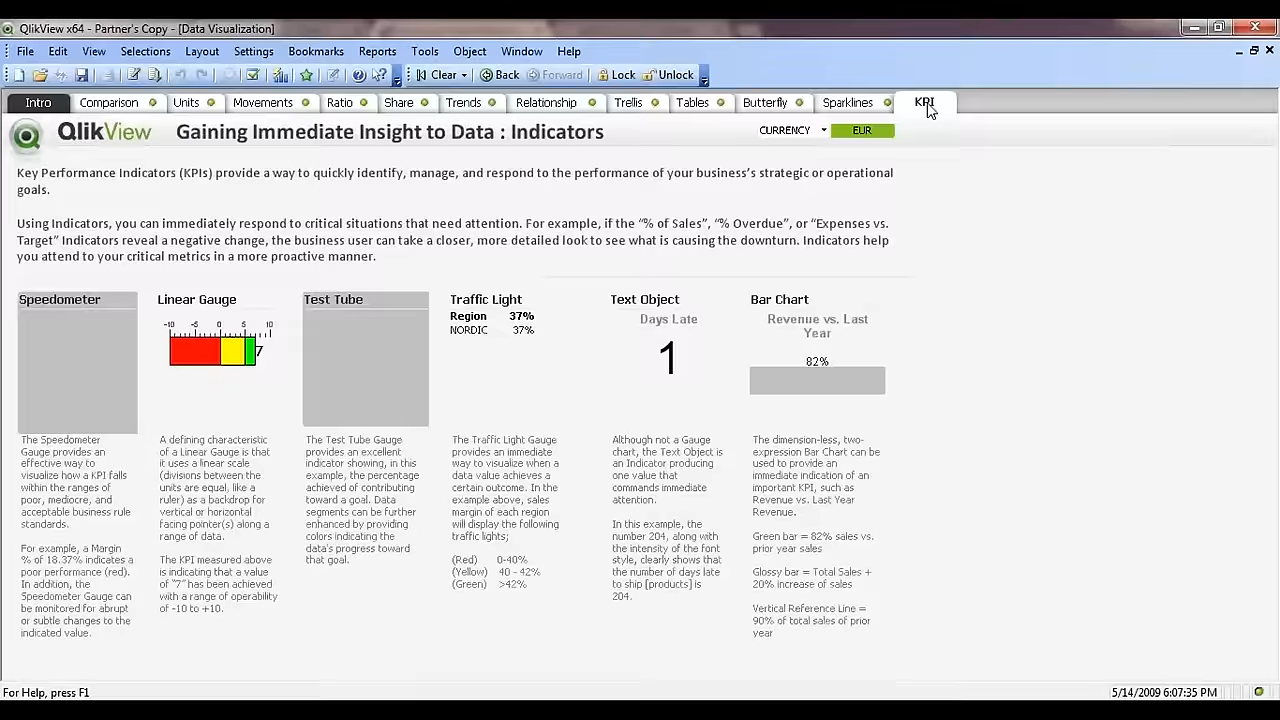 QlikView x64 - Partner's Copy - [Data Visualization]
File Edit View Selections Layout Settings Bookmarks Reports Tools Object Window Help
Clear Back Forward Lock Unlock
Intro Comparison Units Movements Ratio Share Trends Relationship Trellis Tables Butterfly Sparklines KPI
QlikView Gaining Immediate Insight to Data : Indicators CURRENCY EUR
Key Performance Indicators (KPIs) provide a way to quickly identify, manage, and respond to the performance of your business's strategic or operational
goals.
Using Indicators, you can immediately respond to critical situations that need attention. For example, if the "% of Sales", "% Overdue", or "Expenses vs.
Target" Indicators reveal a negative change, the business user can take a closer, more detailed look to see what is causing the downturn. Indicators help
you attend to your critical metrics in a more proactive manner.
Speedometer
The Speedometer
Gauge provides an
effective way to
visualize how a KPI falls
within the ranges of
poor, mediocre, and
acceptable business rule
standards.
For example, a Margin
% of 18.37% indicates a
poor performance (red).
In addition, the
Speedometer Gauge can
be monitored for abrupt
or subtle changes to the
indicated value.
Linear Gauge
-10 -5 0 5 10
7
A defining characteristic
of a Linear Gauge is that
it uses a linear scale
(divisions between the
units are equal, like a
ruler) as a backdrop for
vertical or horizontal
facing pointer(s) along a
range of data.
The KPI measured above
is indicating that a value
of "7" has been achieved
with a range of operability
of -10 to +10.
Test Tube
The Test Tube Gauge
provides an excellent
indicator showing, in this
example, the percentage
achieved of contributing
toward a goal. Data
segments can be further
enhanced by providing
colors indicating the
data's progress toward
that goal.
Traffic Light
Region 37%
NORDIC 37%
The Traffic Light Gauge
provides an immediate
way to visualize when a
data value achieves a
certain outcome. In the
example above, sales
margin of each region
will display the following
traffic lights;
(Red) 0-40%
(Yellow) 40 - 42%
(Green) >42%
Text Object
Days Late
1
Although not a Gauge
chart, the Text Object is
an Indicator producing
one value that
commands immediate
attention.
In this example, the
number 204, along with
the intensity of the font
style, clearly shows that
the number of days late
to ship [products] is
204.
Bar Chart
Revenue vs. Last
Year
82%
The dimension-less, two-
expression Bar Chart can
be used to provide an
immediate indication of an
important KPI, such as
Revenue vs. Last Year
Revenue.
Green bar = 82% sales vs.
prior year sales
Glossy bar = Total Sales +
20% increase of sales
Vertical Reference Line =
90% of total sales of prior
year
For Help, press F1
5/14/2009 6:07:35 PM